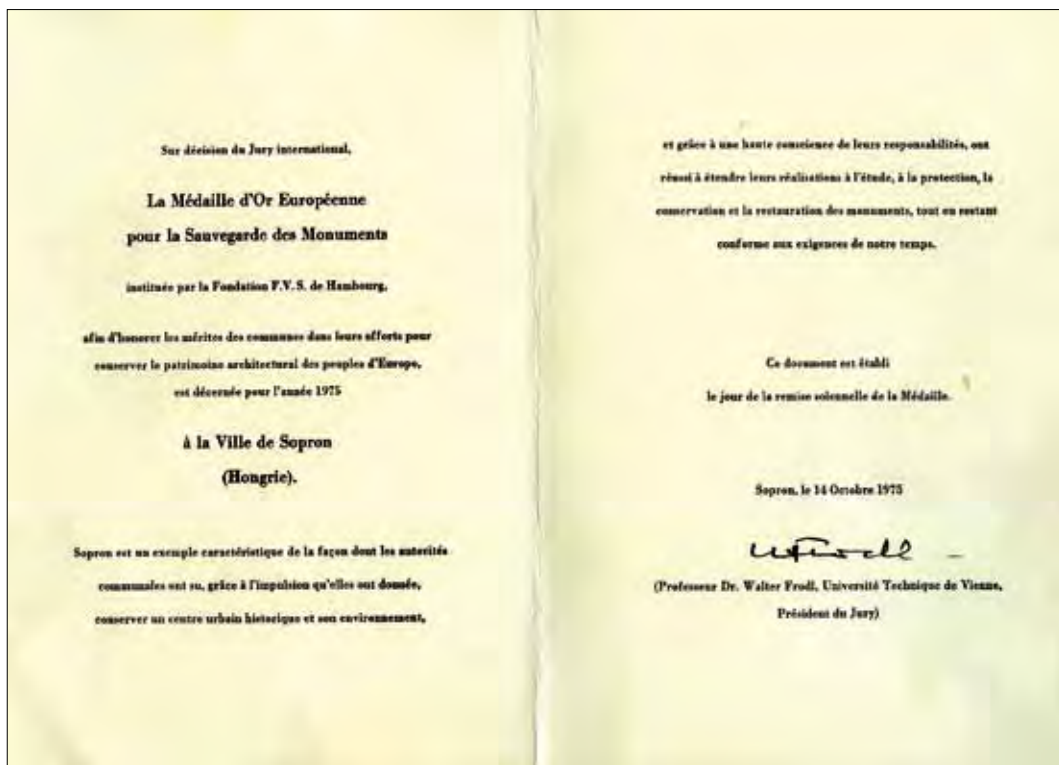 Sur décision du Jury international,
La Médaille d'Or Européenne
pour la Sauvegarde des Monuments
instituée par la Fondation F.V.S. de Hambourg,
afin d'honorer les mérites des communes dans leurs efforts pour
conserver le patrimoine architectural des peuples d'Europe,
est décernée pour l'année 1975
à la Ville de Sopron
(Hongrie).
Sopron est un exemple caractéristique de la façon dont les autorités
communales ont su, grâce à l'impulsion qu'elles ont donnée,
conserver un centre urbain historique et son environnement,
et grâce à une haute conscience de leurs responsabilités, ont
réussi à étendre leurs réalisations à l'étude, à la protection, la
conservation et la restauration des monuments, tout en restant
conforme aux exigences de notre temps.
Ce document est établi
le jour de la remise solennelle de la Médaille.
Sopron, le 14 Octobre 1975
WFrodl
(Professeur Dr. Walter Frodl, Université Technique de Vienne,
Président du Jury)